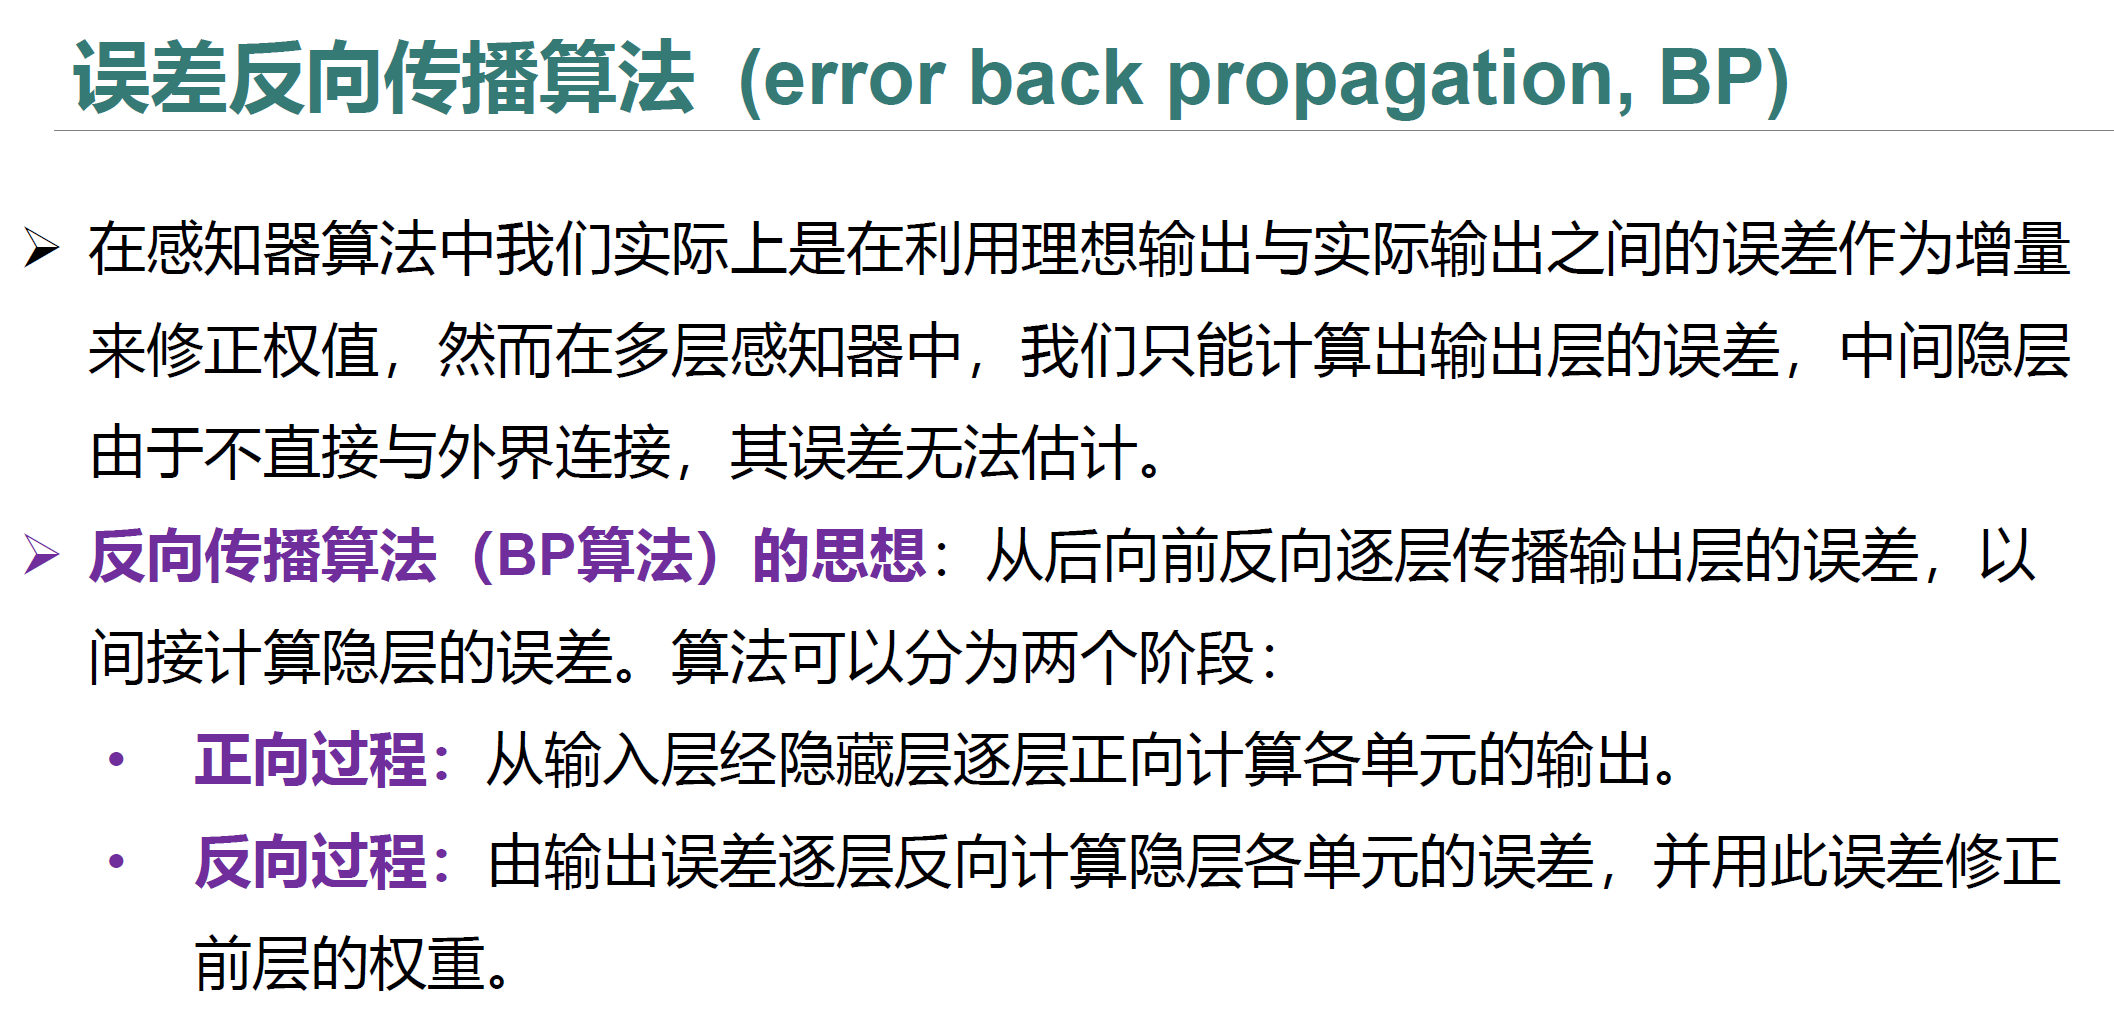 误差反向传播算法 (error back propagation, BP)
➢ 在感知器算法中我们实际上是在利用理想输出与实际输出之间的误差作为增量
来修正权值，然而在多层感知器中，我们只能计算出输出层的误差，中间隐层
由于不直接与外界连接，其误差无法估计。
➢ 反向传播算法（BP算法）的思想：从后向前反向逐层传播输出层的误差，以
间接计算隐层的误差。算法可以分为两个阶段：
• 正向过程：从输入层经隐藏层逐层正向计算各单元的输出。
• 反向过程：由输出误差逐层反向计算隐层各单元的误差，并用此误差修正
前层的权重。